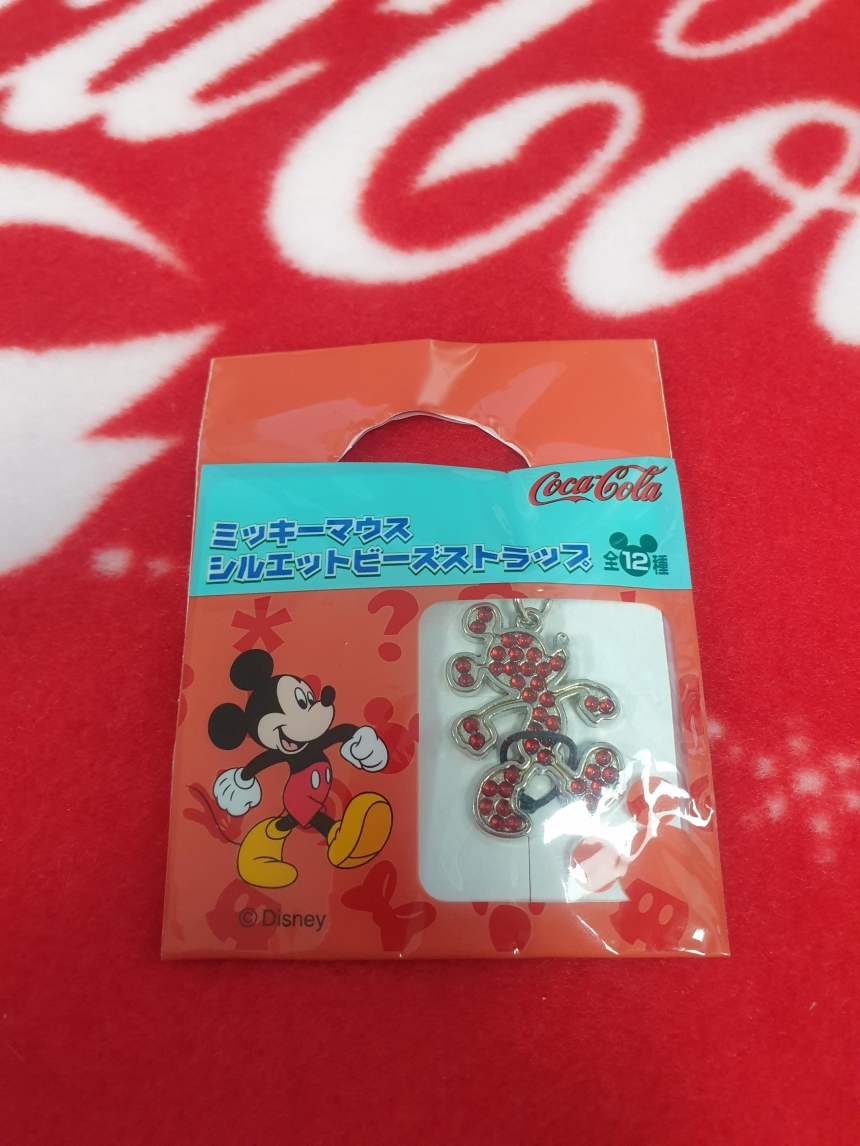 Coca-Cola
ミッキーマウス
シルエットビーズストラップ
全12種
© Disney